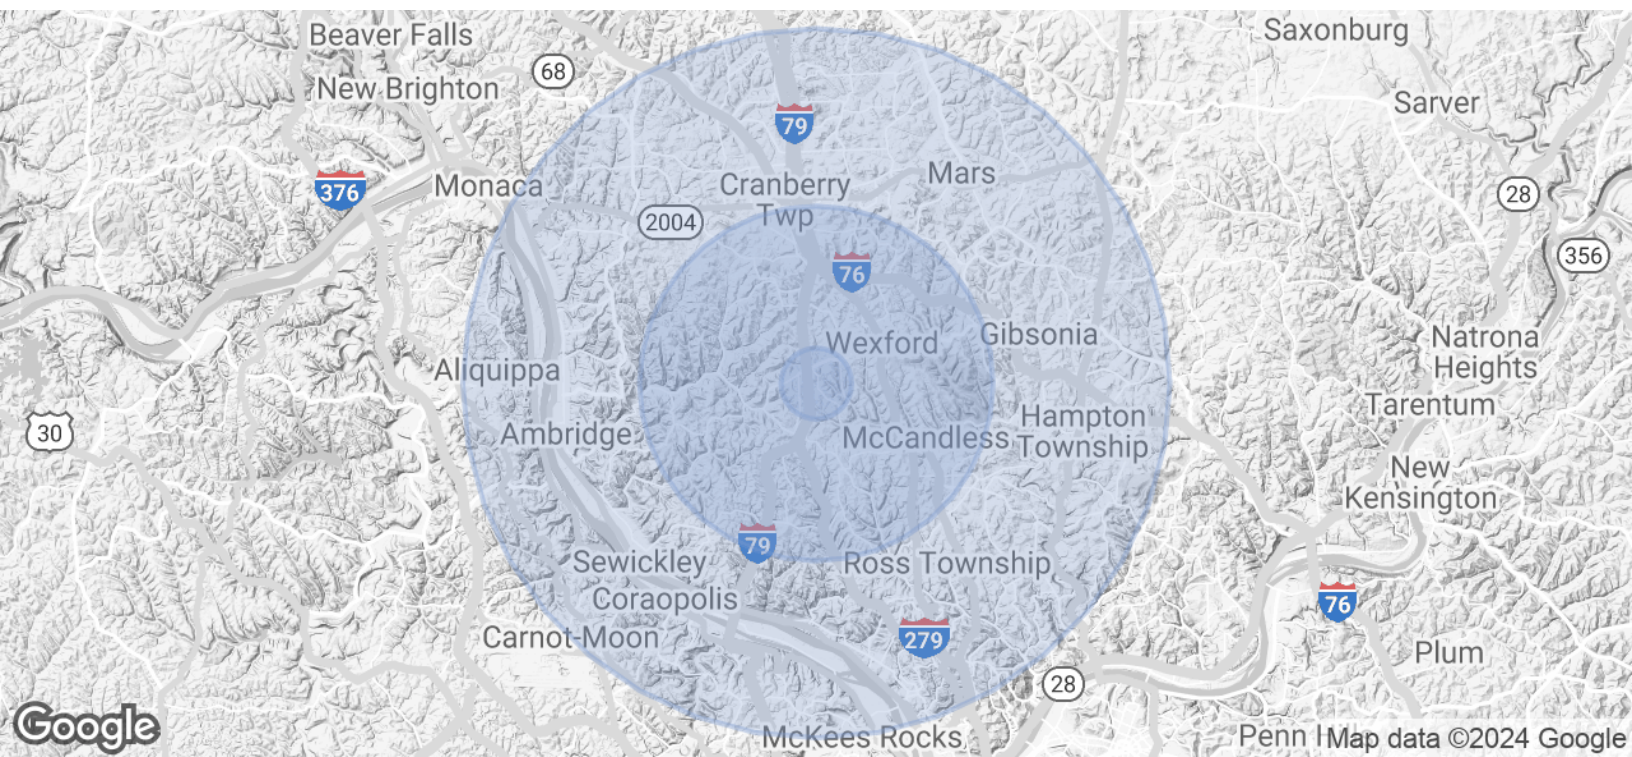 Beaver Falls
Saxonburg
68
New Brighton
Sarver
79
376
Monaca
Cranberry
Twp
Mars
28
2004
356
76
Wexford
Gibsonia
Natrona
Heights
Aliquippa
Tarentum
30
Ambridge
McCandless
Hampton
Township
New
Kensington
79
Sewickley
Ross Township
Coraopolis
76
Carnot-Moon
279
Plum
28
Google
McKees Rocks
Penn
Map data ©2024 Google